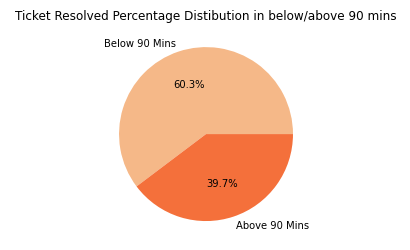 Ticket Resolved Percentage Distibution in below/above 90 mins
Below 90 Mins
60.3%
39.7%
Above 90 Mins